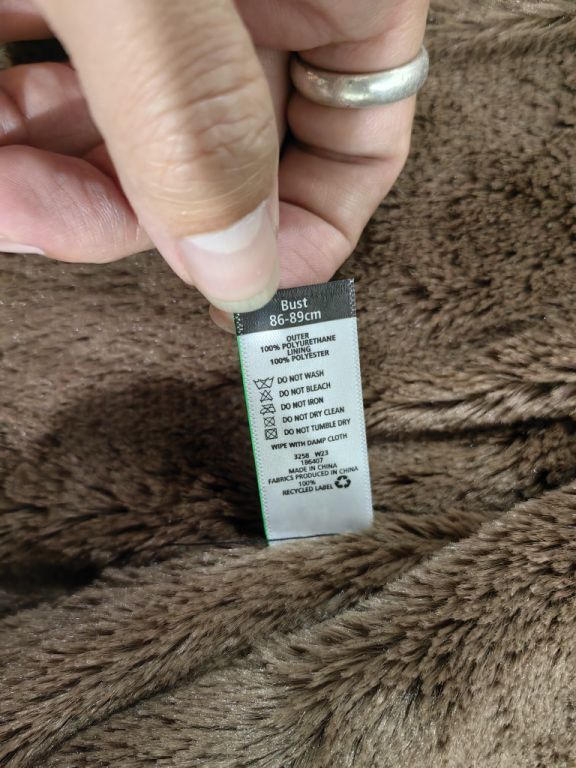 Bust
86-89cm
OUTER
100% POLYURETHANE
LINING
100% POLYESTER
DO NOT WASH
DO NOT BLEACH
DO NOT IRON
DO NOT DRY CLEAN
DO NOT TUMBLE DRY
WIPE WITH DAMP CLOTH
3258 W23
186407
MADE IN CHINA
FABRICS PRODUCED IN CHINA
100%
RECYCLED LABEL